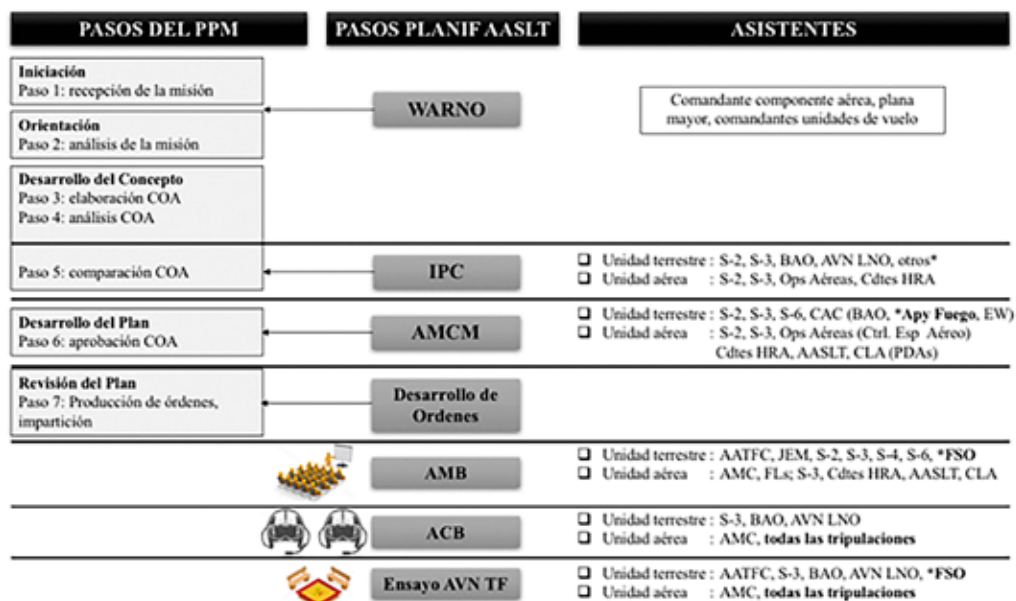 PASOS DEL PPM
PASOS PLANIF AASLT
ASISTENTES
Iniciación
Paso 1: recepción de la misión
WARNO
Comandante componente aérea, plana
mayor, comandantes unidades de vuelo
Orientación
Paso 2: análisis de la misión
Desarrollo del Concepto
Paso 3: elaboración COA
Paso 4: análisis COA
Paso 5: comparación COA
IPC
Unidad terrestre : S-2, S-3, BAO, AVN LNO, otros*
Unidad aérea : S-2, S-3, Ops Aéreas, Cdtes HRA
Desarrollo del Plan
Paso 6: aprobación COA
AMCM
Unidad terrestre : S-2, S-3, S-6, CAC (BAO, *Apy Fuego, EW)
Unidad aérea : S-2, S-3, Ops Aéreas (Ctrl. Esp Aéreo)
Cdtes HRA, AASLT, CLA (PDAs)
Revisión del Plan
Paso 7: Producción de órdenes,
impartición
Desarrollo de
Ordenes
AMB
Unidad terrestre : AATFC, JEM, S-2, S-3, S-4, S-6, *FSO
Unidad aérea : AMC, FLs; S-3, Cdtes HRA, AASLT, CLA
ACB
Unidad terrestre : S-3, BAO, AVN LNO
Unidad aérea : AMC, todas las tripulaciones
Ensayo AVN TF
Unidad terrestre : AATFC, S-3, BAO, AVN LNO, *FSO
Unidad aérea : AMC, todas las tripulaciones